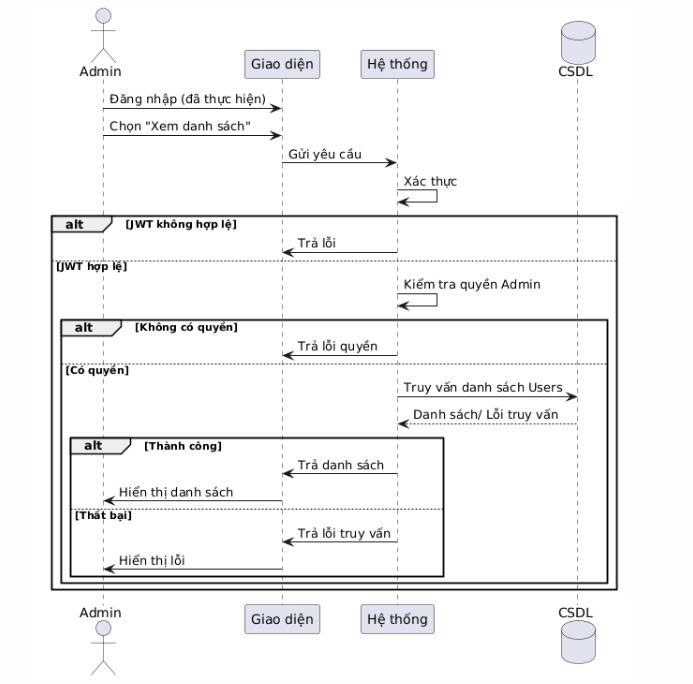 Admin
Giao diện
Hệ thống
CSDL
Đăng nhập (đã thực hiện)
Chọn "Xem danh sách"
Gửi yêu cầu
Xác thực
alt [JWT không hợp lệ]
Trả lỗi
[JWT hợp lệ]
Kiểm tra quyền Admin
alt [Không có quyền]
Trả lỗi quyền
[Có quyền]
Truy vấn danh sách Users
Danh sách/ Lỗi truy vấn
alt [Thành công]
Trả danh sách
Hiển thị danh sách
[Thất bại]
Trả lỗi truy vấn
Hiển thị lỗi
Admin
Giao diện
Hệ thống
CSDL